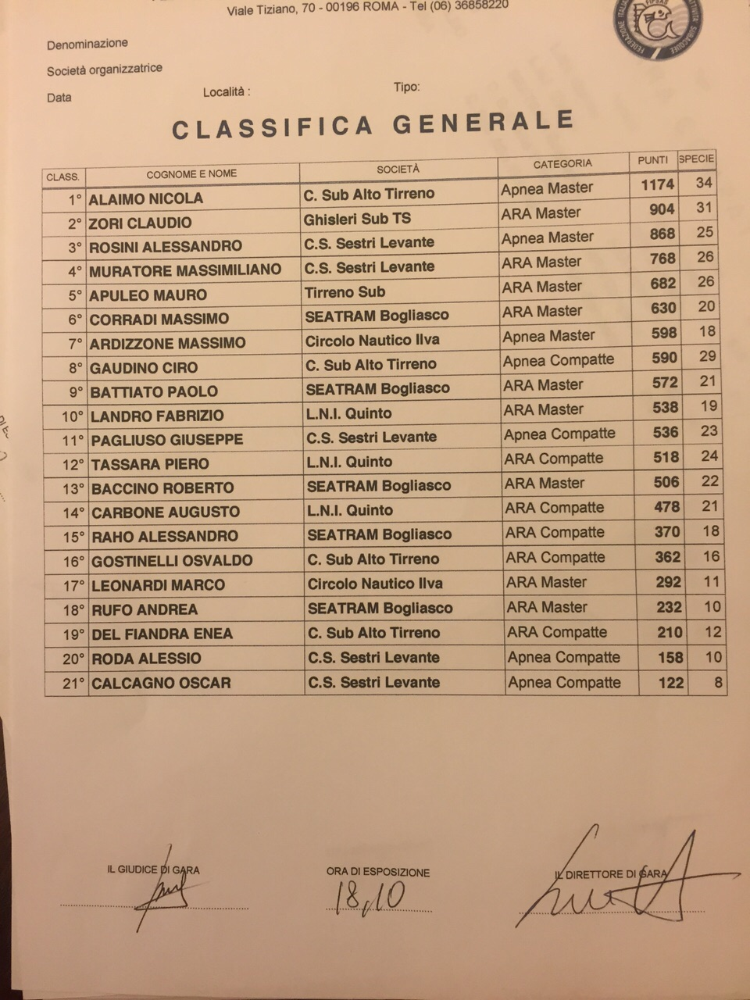 Viale Tiziano, 70 - 00196 ROMA - Tel (06) 36858220
FIPSAS
FEDERAZIONE ITALIANA
ATTIVITÀ SUBACQUEE
Denominazione
Società organizzatrice
Data Località : Tipo:
CLASSIFICA GENERALE
CLASS. COGNOME E NOME SOCIETÀ CATEGORIA PUNTI SPECIE
1° ALAIMO NICOLA C. Sub Alto Tirreno Apnea Master 1174 34
2° ZORI CLAUDIO Ghisleri Sub TS ARA Master 904 31
3° ROSINI ALESSANDRO C.S. Sestri Levante Apnea Master 868 25
4° MURATORE MASSIMILIANO C.S. Sestri Levante ARA Master 768 26
5° APULEO MAURO Tirreno Sub ARA Master 682 26
6° CORRADI MASSIMO SEATRAM Bogliasco ARA Master 630 20
7° ARDIZZONE MASSIMO Circolo Nautico Ilva Apnea Master 598 18
8° GAUDINO CIRO C. Sub Alto Tirreno Apnea Compatte 590 29
9° BATTIATO PAOLO SEATRAM Bogliasco ARA Master 572 21
10° LANDRO FABRIZIO L.N.I. Quinto ARA Master 538 19
11° PAGLIUSO GIUSEPPE C.S. Sestri Levante Apnea Compatte 536 23
12° TASSARA PIERO L.N.I. Quinto ARA Compatte 518 24
13° BACCINO ROBERTO SEATRAM Bogliasco ARA Master 506 22
14° CARBONE AUGUSTO L.N.I. Quinto ARA Compatte 478 21
15° RAHO ALESSANDRO SEATRAM Bogliasco ARA Compatte 370 18
16° GOSTINELLI OSVALDO C. Sub Alto Tirreno ARA Compatte 362 16
17° LEONARDI MARCO Circolo Nautico Ilva ARA Master 292 11
18° RUFO ANDREA SEATRAM Bogliasco ARA Master 232 10
19° DEL FIANDRA ENEA C. Sub Alto Tirreno ARA Compatte 210 12
20° RODA ALESSIO C.S. Sestri Levante Apnea Compatte 158 10
21° CALCAGNO OSCAR C.S. Sestri Levante Apnea Compatte 122 8
IL GIUDICE DI GARA ORA DI ESPOSIZIONE IL DIRETTORE DI GARA
18,10